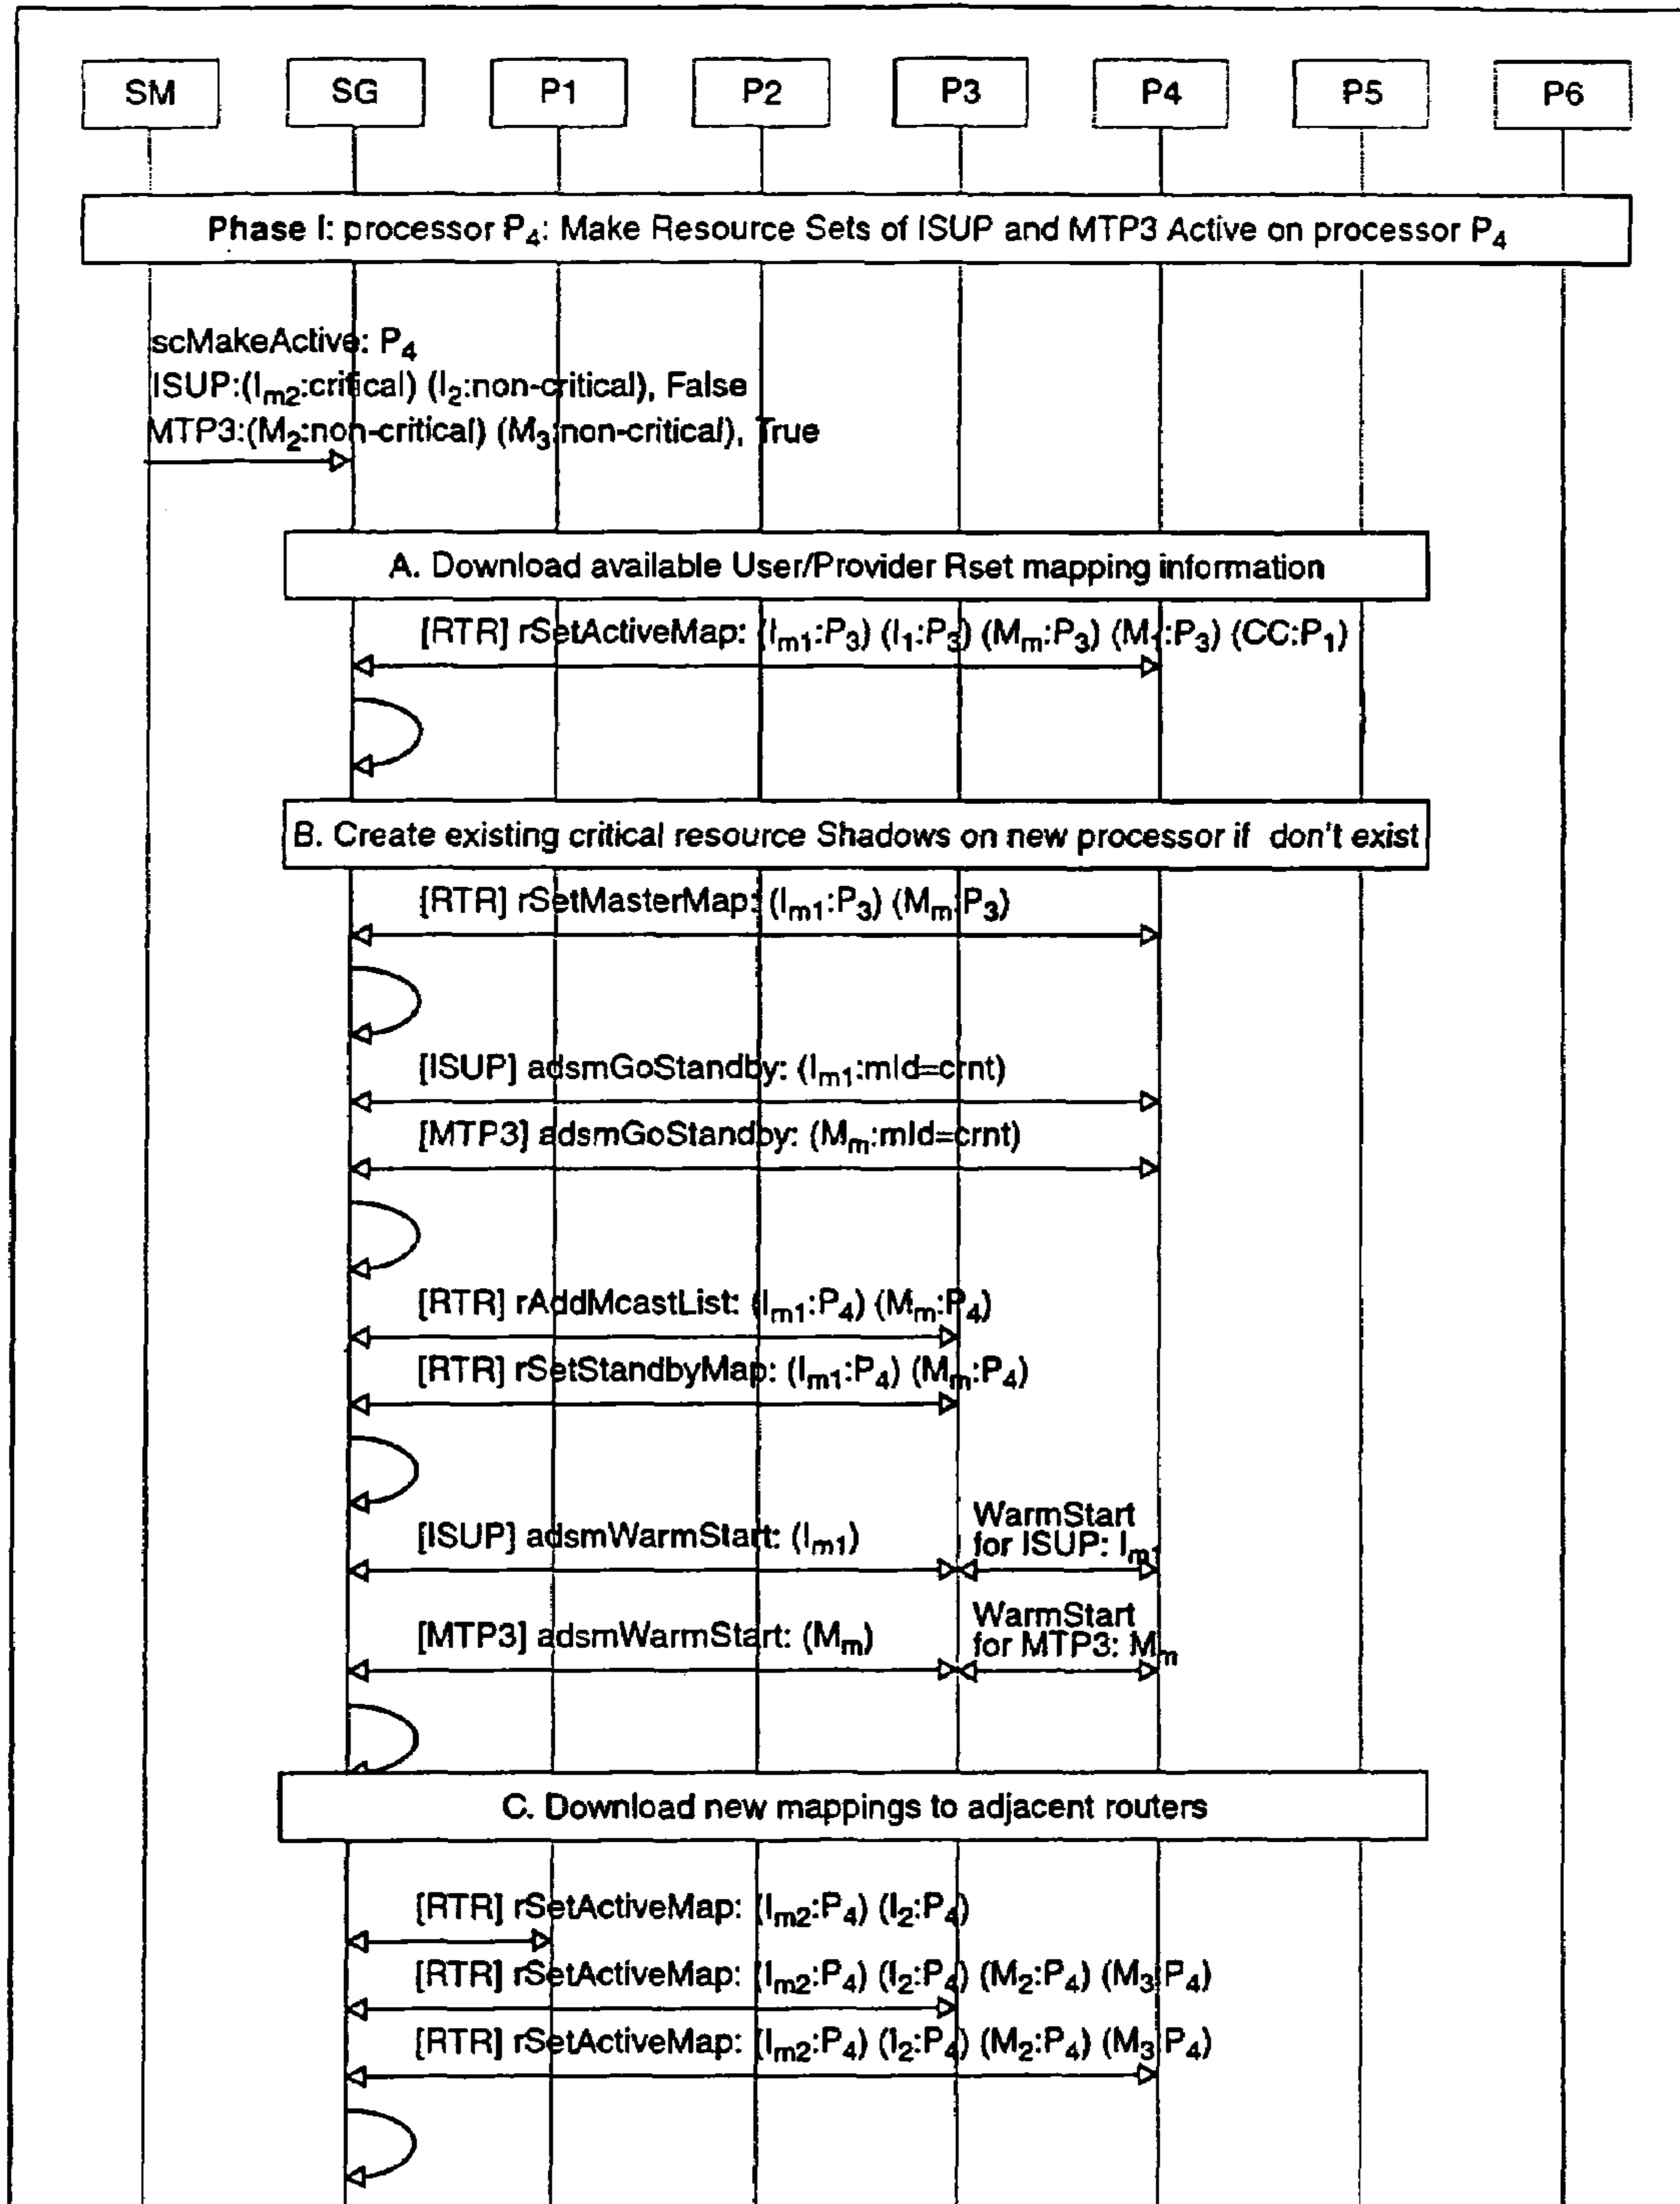 SM SG P1 P2 P3 P4 P5 P6
Phase I: processor P₄: Make Resource Sets of ISUP and MTP3 Active on processor P₄
scMakeActive: P₄
ISUP:(Iₘ₂:critical) (I₂:non-critical), False
MTP3:(M₂:non-critical) (M₃:non-critical), True
A. Download available User/Provider Rset mapping information
[RTR] rSetActiveMap: (Iₘ₁:P₃) (I₁:P₃) (Mₘ:P₃) (M₁:P₃) (CC:P₁)
B. Create existing critical resource Shadows on new processor if don't exist
[RTR] rSetMasterMap: (Iₘ₁:P₃) (Mₘ:P₃)
[ISUP] adsmGoStandby: (Iₘ₁:mId=crnt)
[MTP3] adsmGoStandby: (Mₘ:mId=crnt)
[RTR] rAddMcastList: (Iₘ₁:P₄) (Mₘ:P₄)
[RTR] rSetStandbyMap: (Iₘ₁:P₄) (Mₘ:P₄)
[ISUP] adsmWarmStart: (Iₘ₁)
WarmStart
for ISUP: Iₘ₁
[MTP3] adsmWarmStart: (Mₘ)
WarmStart
for MTP3: Mₘ
C. Download new mappings to adjacent routers
[RTR] rSetActiveMap: (Iₘ₂:P₄) (I₂:P₄)
[RTR] rSetActiveMap: (Iₘ₂:P₄) (I₂:P₄) (M₂:P₄) (M₃:P₄)
[RTR] rSetActiveMap: (Iₘ₂:P₄) (I₂:P₄) (M₂:P₄) (M₃:P₄)